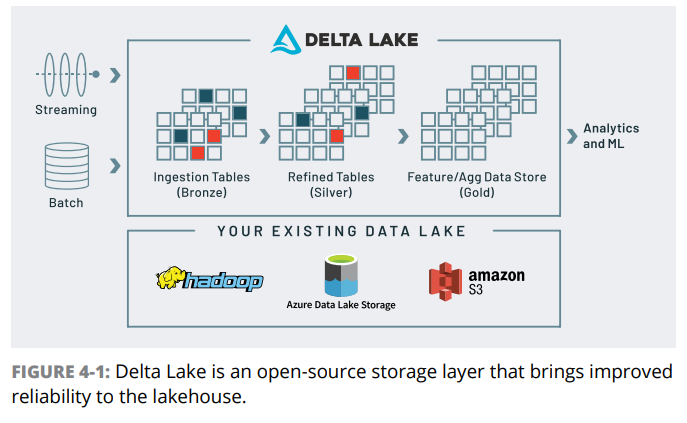 DELTA LAKE
Streaming
Batch
Ingestion Tables
(Bronze)
Refined Tables
(Silver)
Feature/Agg Data Store
(Gold)
Analytics
and ML
YOUR EXISTING DATA LAKE
hadoop
Azure Data Lake Storage
amazon
S3
FIGURE 4-1: Delta Lake is an open-source storage layer that brings improved
reliability to the lakehouse.